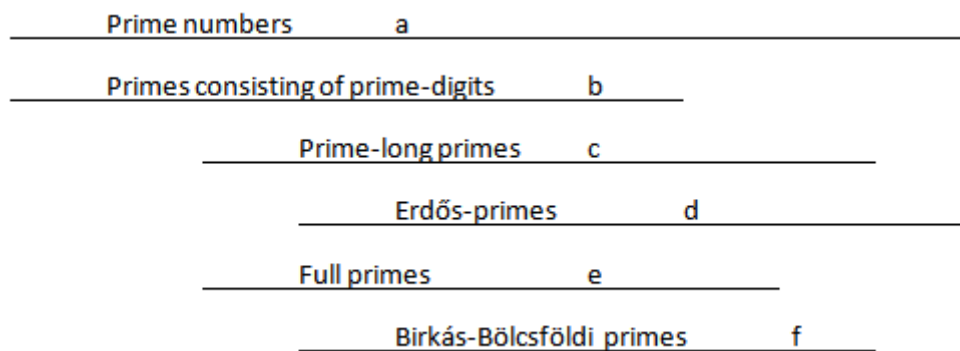 Prime numbers a
Primes consisting of prime-digits b
Prime-long primes c
Erdős-primes d
Full primes e
Birkás-Bölcsföldi primes f